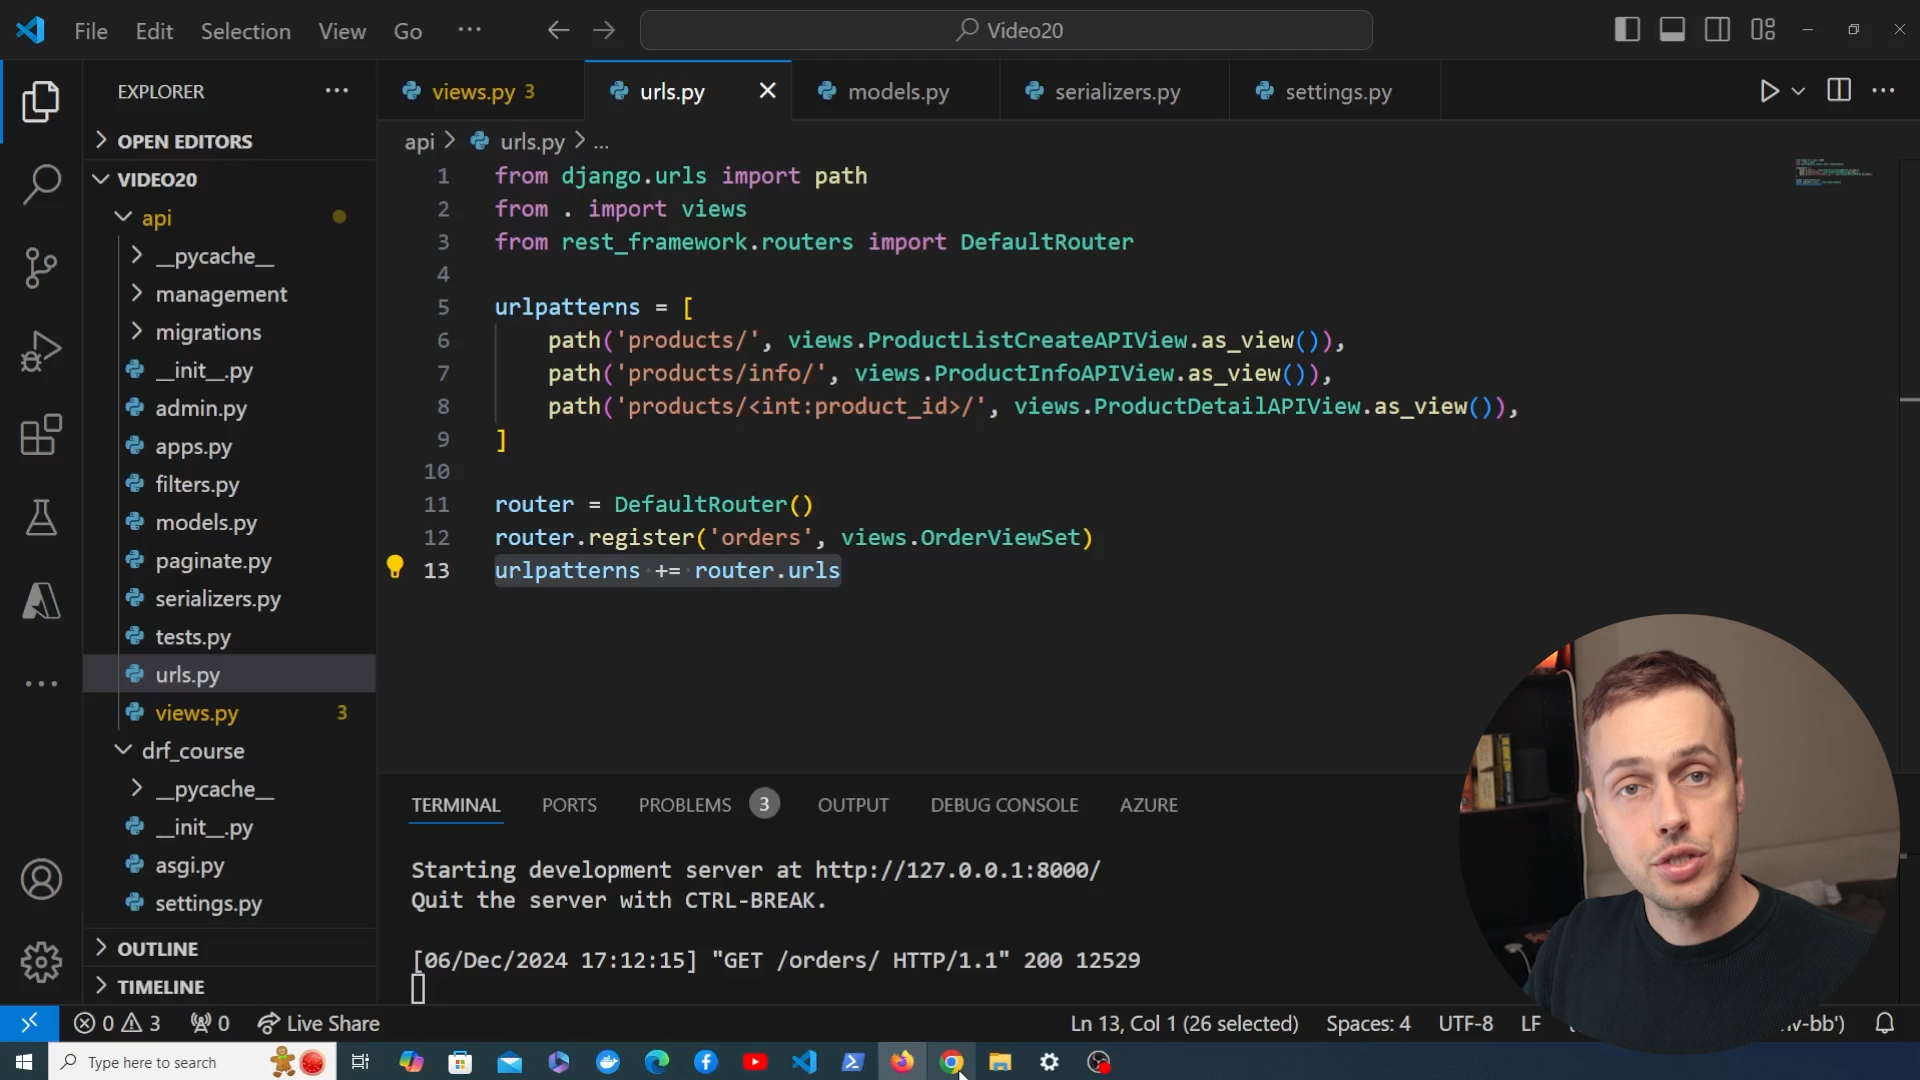 File Edit Selection View Go ... Video20
EXPLORER
OPEN EDITORS
VIDEO20
api
__pycache__
management
migrations
__init__.py
admin.py
apps.py
filters.py
models.py
paginate.py
serializers.py
tests.py
urls.py
views.py 3
drf_course
__pycache__
__init__.py
asgi.py
settings.py
OUTLINE
TIMELINE
views.py 3 urls.py models.py serializers.py settings.py
api > urls.py > ...
1 from django.urls import path
2 from . import views
3 from rest_framework.routers import DefaultRouter
4
5 urlpatterns = [
6 path('products/', views.ProductListCreateAPIView.as_view()),
7 path('products/info/', views.ProductInfoAPIView.as_view()),
8 path('products/<int:product_id>/', views.ProductDetailAPIView.as_view()),
9 ]
10
11 router = DefaultRouter()
12 router.register('orders', views.OrderViewSet)
13 urlpatterns += router.urls
TERMINAL PORTS PROBLEMS 3 OUTPUT DEBUG CONSOLE AZURE
Starting development server at http://127.0.0.1:8000/
Quit the server with CTRL-BREAK.
[06/Dec/2024 17:12:15] "GET /orders/ HTTP/1.1" 200 12529
0 3 0 Live Share Ln 13, Col 1 (26 selected) Spaces: 4 UTF-8 LF
Type here to search